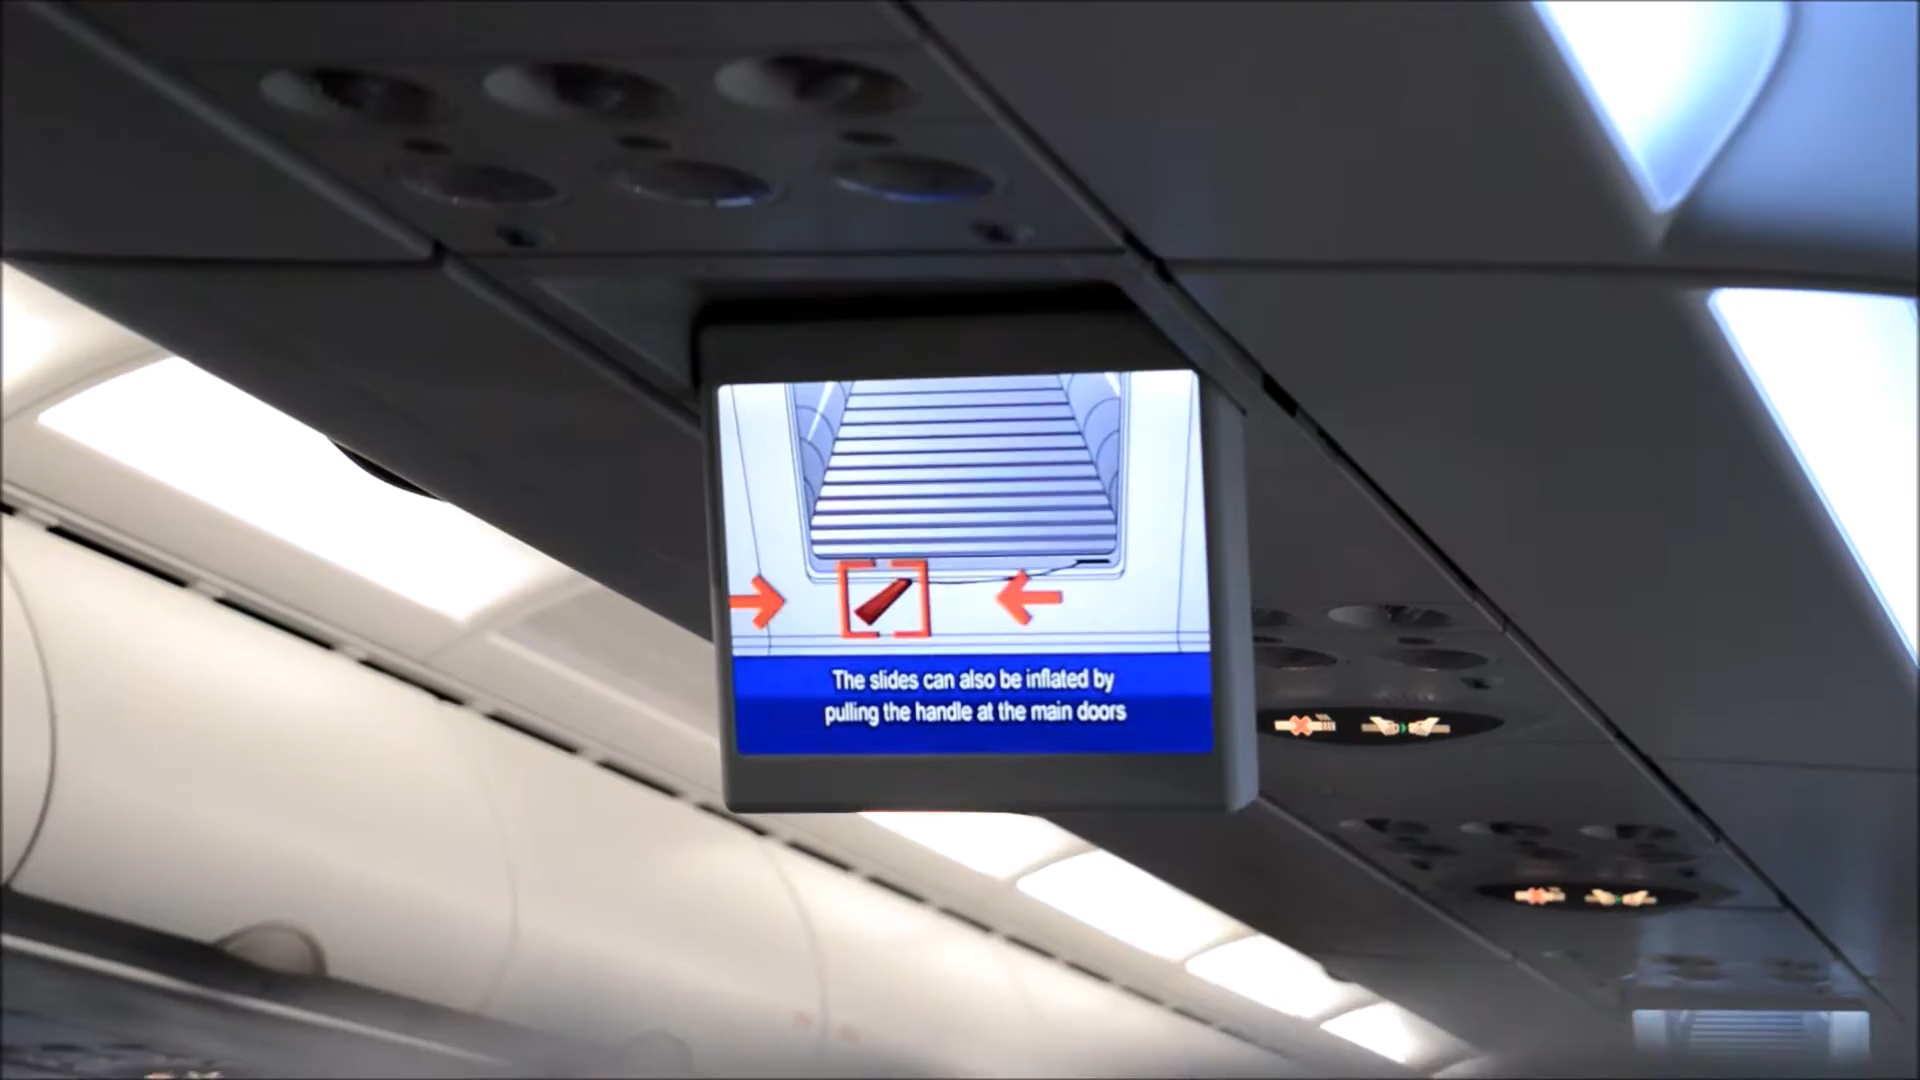 The slides can also be inflated by
pulling the handle at the main doors